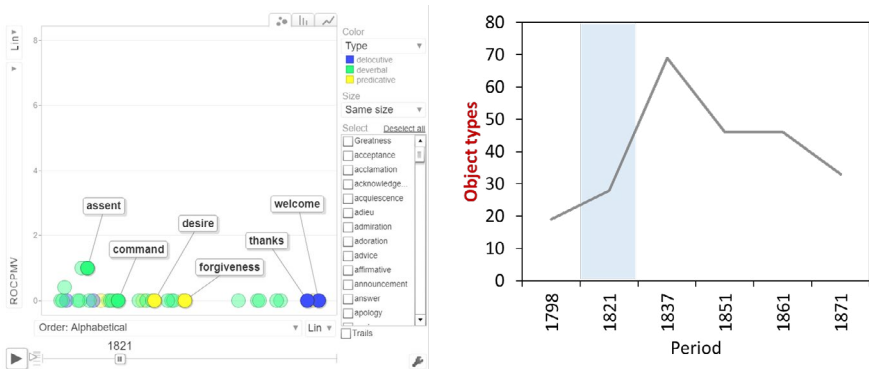 Lin
8
6
4
2
0
ROCPMV
assent
command
desire
forgiveness
thanks
welcome
Order: Alphabetical
Lin
1821
Color
Type
delocutive
deverbal
predicative
Size
Same size
Select Deselect all
Greatness
acceptance
acclamation
acknowledge...
acquiescence
adieu
admiration
adoration
advice
affirmative
announcement
answer
apology
Trails
Object types
80
70
60
50
40
30
20
10
0
1798
1821
1837
1851
1861
1871
Period